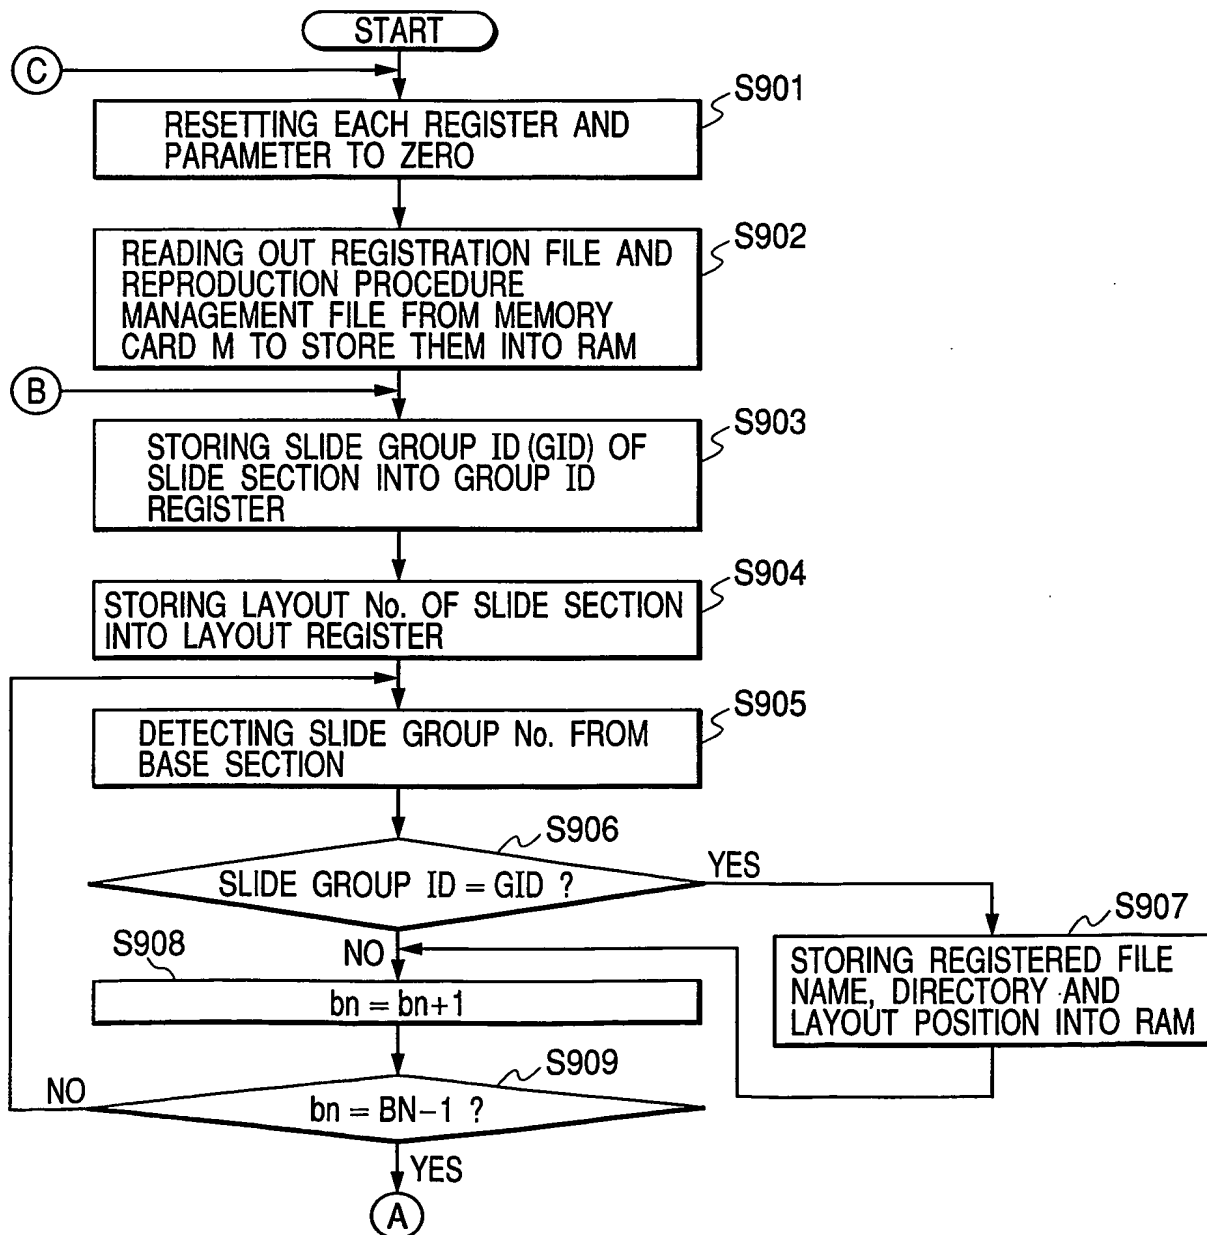 START
C
S901
RESETTING EACH REGISTER AND
PARAMETER TO ZERO
S902
READING OUT REGISTRATION FILE AND
REPRODUCTION PROCEDURE
MANAGEMENT FILE FROM MEMORY
CARD M TO STORE THEM INTO RAM
B
S903
STORING SLIDE GROUP ID (GID) OF
SLIDE SECTION INTO GROUP ID
REGISTER
S904
STORING LAYOUT No. OF SLIDE SECTION
INTO LAYOUT REGISTER
S905
DETECTING SLIDE GROUP No. FROM
BASE SECTION
S906
SLIDE GROUP ID = GID ?
YES
S907
STORING REGISTERED FILE
NAME, DIRECTORY AND
LAYOUT POSITION INTO RAM
NO
S908
bn = bn+1
S909
bn = BN-1 ?
NO
YES
A